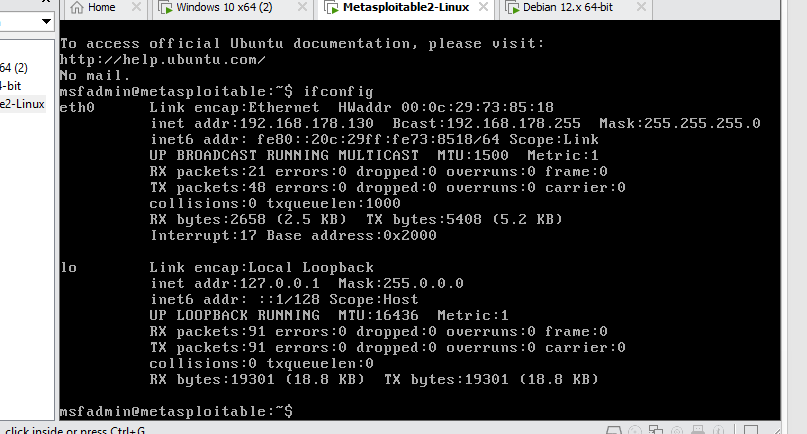 Home
Windows 10 x64 (2)
Metasploitable2-Linux
Debian 12.x 64-bit
64 (2)
4-bit
e2-Linux
To access official Ubuntu documentation, please visit:
http://help.ubuntu.com/
No mail.
msfadmin@metasploitable:~$ ifconfig
eth0      Link encap:Ethernet  HWaddr 00:0c:29:73:85:18
          inet addr:192.168.178.130  Bcast:192.168.178.255  Mask:255.255.255.0
          inet6 addr: fe80::20c:29ff:fe73:8518/64 Scope:Link
          UP BROADCAST RUNNING MULTICAST  MTU:1500  Metric:1
          RX packets:21 errors:0 dropped:0 overruns:0 frame:0
          TX packets:48 errors:0 dropped:0 overruns:0 carrier:0
          collisions:0 txqueuelen:1000
          RX bytes:2658 (2.5 KB)  TX bytes:5408 (5.2 KB)
          Interrupt:17 Base address:0x2000
lo        Link encap:Local Loopback
          inet addr:127.0.0.1  Mask:255.0.0.0
          inet6 addr: ::1/128 Scope:Host
          UP LOOPBACK RUNNING  MTU:16436  Metric:1
          RX packets:91 errors:0 dropped:0 overruns:0 frame:0
          TX packets:91 errors:0 dropped:0 overruns:0 carrier:0
          collisions:0 txqueuelen:0
          RX bytes:19301 (18.8 KB)  TX bytes:19301 (18.8 KB)
msfadmin@metasploitable:~$
click inside or press Ctrl+G.